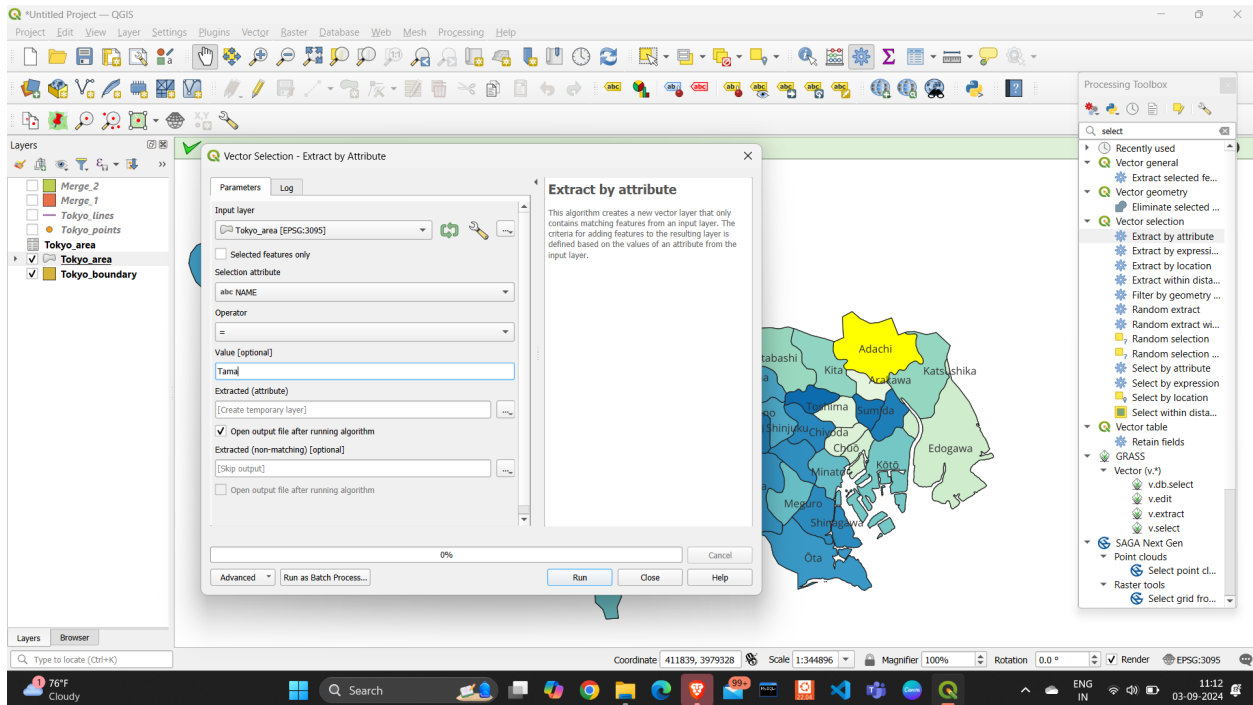 *Untitled Project — QGIS
Project Edit View Layer Settings Plugins Vector Raster Database Web Mesh Processing Help
Processing Toolbox
select
Layers
Merge_2
Merge_1
Tokyo_lines
Tokyo_points
Tokyo_area
Tokyo_area
Tokyo_boundary
Vector Selection - Extract by Attribute
Parameters Log
Input layer
Tokyo_area [EPSG:3095]
Selected features only
Selection attribute
abc NAME
Operator
=
Value [optional]
Tama
Extracted (attribute)
[Create temporary layer]
Open output file after running algorithm
Extracted (non-matching) [optional]
[Skip output]
Open output file after running algorithm
Extract by attribute
This algorithm creates a new vector layer that only
contains matching features from an input layer. The
criteria for adding features to the resulting layer is
defined based on the values of an attribute from the
input layer.
0%
Cancel
Advanced Run as Batch Process... Run Close Help
Adachi
tabashi
Kita
Arakawa
Katsushika
Toshima
Sumida
Shinjuku
Chiyoda
Chūō
Edogawa
Minato
Kōtō
Meguro
Shinagawa
Ōta
Recently used
Vector general
Extract selected fe...
Vector geometry
Eliminate selected ...
Vector selection
Extract by attribute
Extract by expressi...
Extract by location
Extract within dista...
Filter by geometry ...
Random extract
Random extract wi...
Random selection
Random selection ...
Select by attribute
Select by expression
Select by location
Select within dista...
Vector table
Retain fields
GRASS
Vector (v.*)
v.db.select
v.edit
v.extract
v.select
SAGA Next Gen
Point clouds
Select point cl...
Raster tools
Select grid fro...
Layers Browser
Type to locate (Ctrl+K)
Coordinate 411839, 3979328 Scale 1:344896 Magnifier 100% Rotation 0.0 ° Render EPSG:3095
1
76°F
Cloudy
Search
99+
22.04
ENG
IN
11:12
03-09-2024